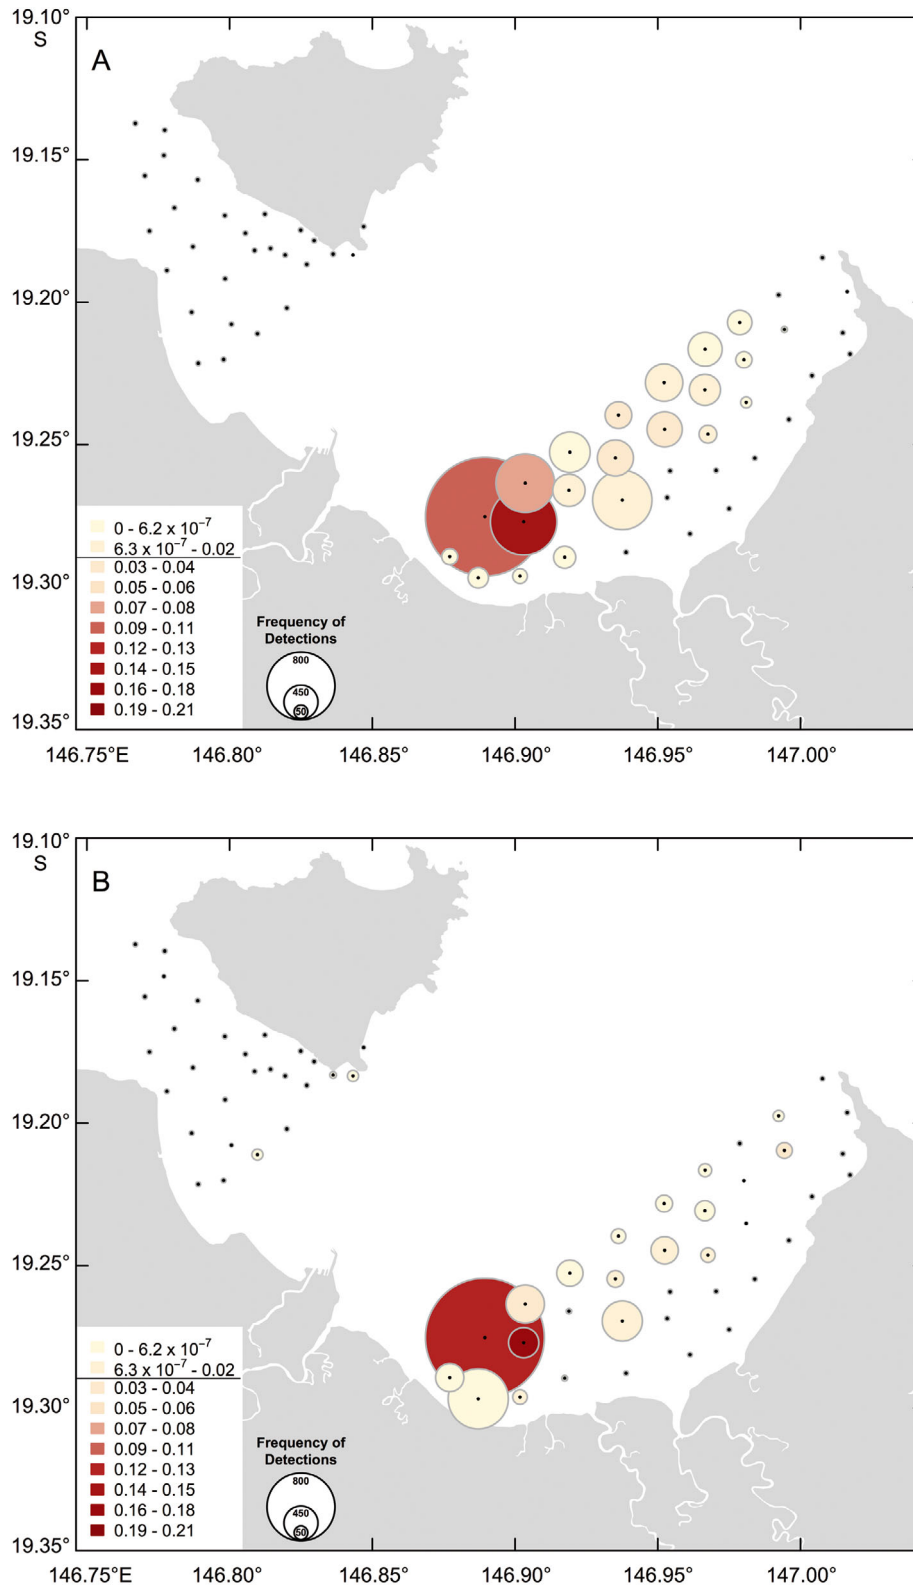 19.10°
S
A
19.15°
19.20°
19.25°
19.30°
19.35°
0 - 6.2 x 10⁻⁷
6.3 x 10⁻⁷ - 0.02
0.03 - 0.04
0.05 - 0.06
0.07 - 0.08
0.09 - 0.11
0.12 - 0.13
0.14 - 0.15
0.16 - 0.18
0.19 - 0.21
Frequency of
Detections
800
450
50
146.75°E 146.80° 146.85° 146.90° 146.95° 147.00°
19.10°
S
B
19.15°
19.20°
19.25°
19.30°
19.35°
0 - 6.2 x 10⁻⁷
6.3 x 10⁻⁷ - 0.02
0.03 - 0.04
0.05 - 0.06
0.07 - 0.08
0.09 - 0.11
0.12 - 0.13
0.14 - 0.15
0.16 - 0.18
0.19 - 0.21
Frequency of
Detections
800
450
50
146.75°E 146.80° 146.85° 146.90° 146.95° 147.00°